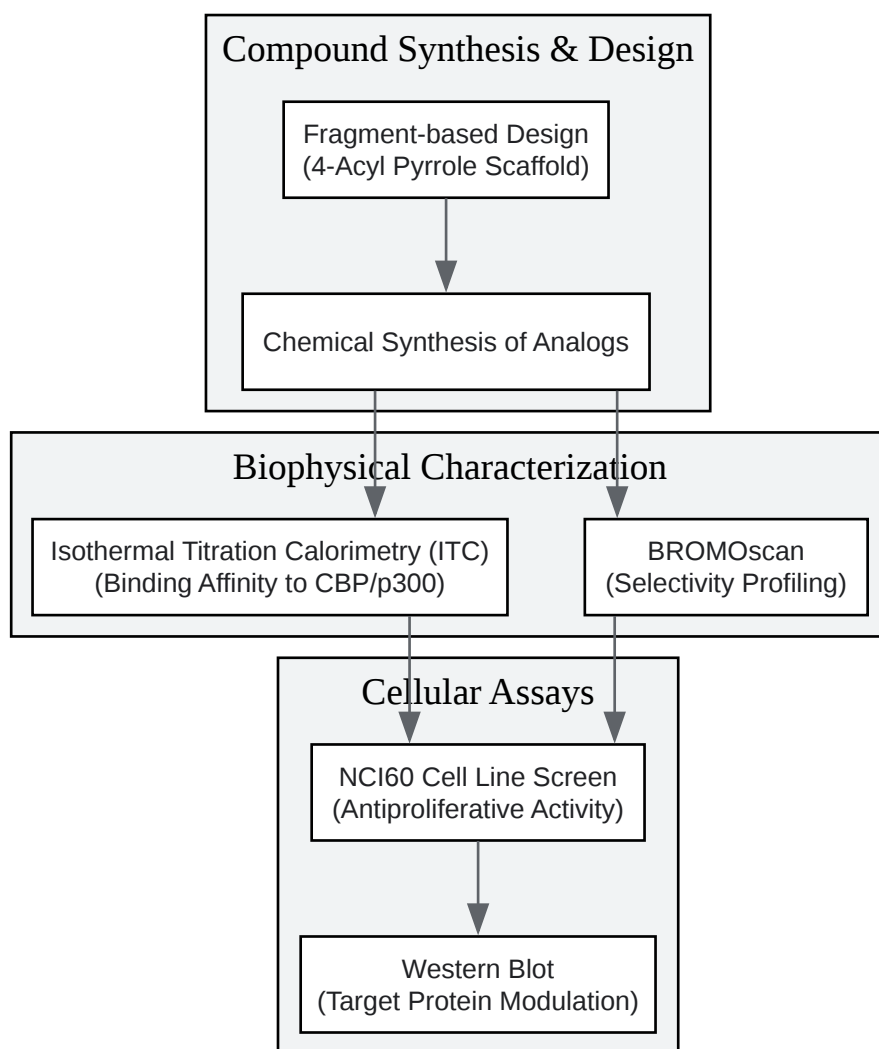 Compound Synthesis & Design
Fragment-based Design
(4-Acyl Pyrrole Scaffold)
Chemical Synthesis of Analogs
Biophysical Characterization
Isothermal Titration Calorimetry (ITC)
(Binding Affinity to CBP/p300)
BROMOscan
(Selectivity Profiling)
Cellular Assays
NCI60 Cell Line Screen
(Antiproliferative Activity)
Western Blot
(Target Protein Modulation)